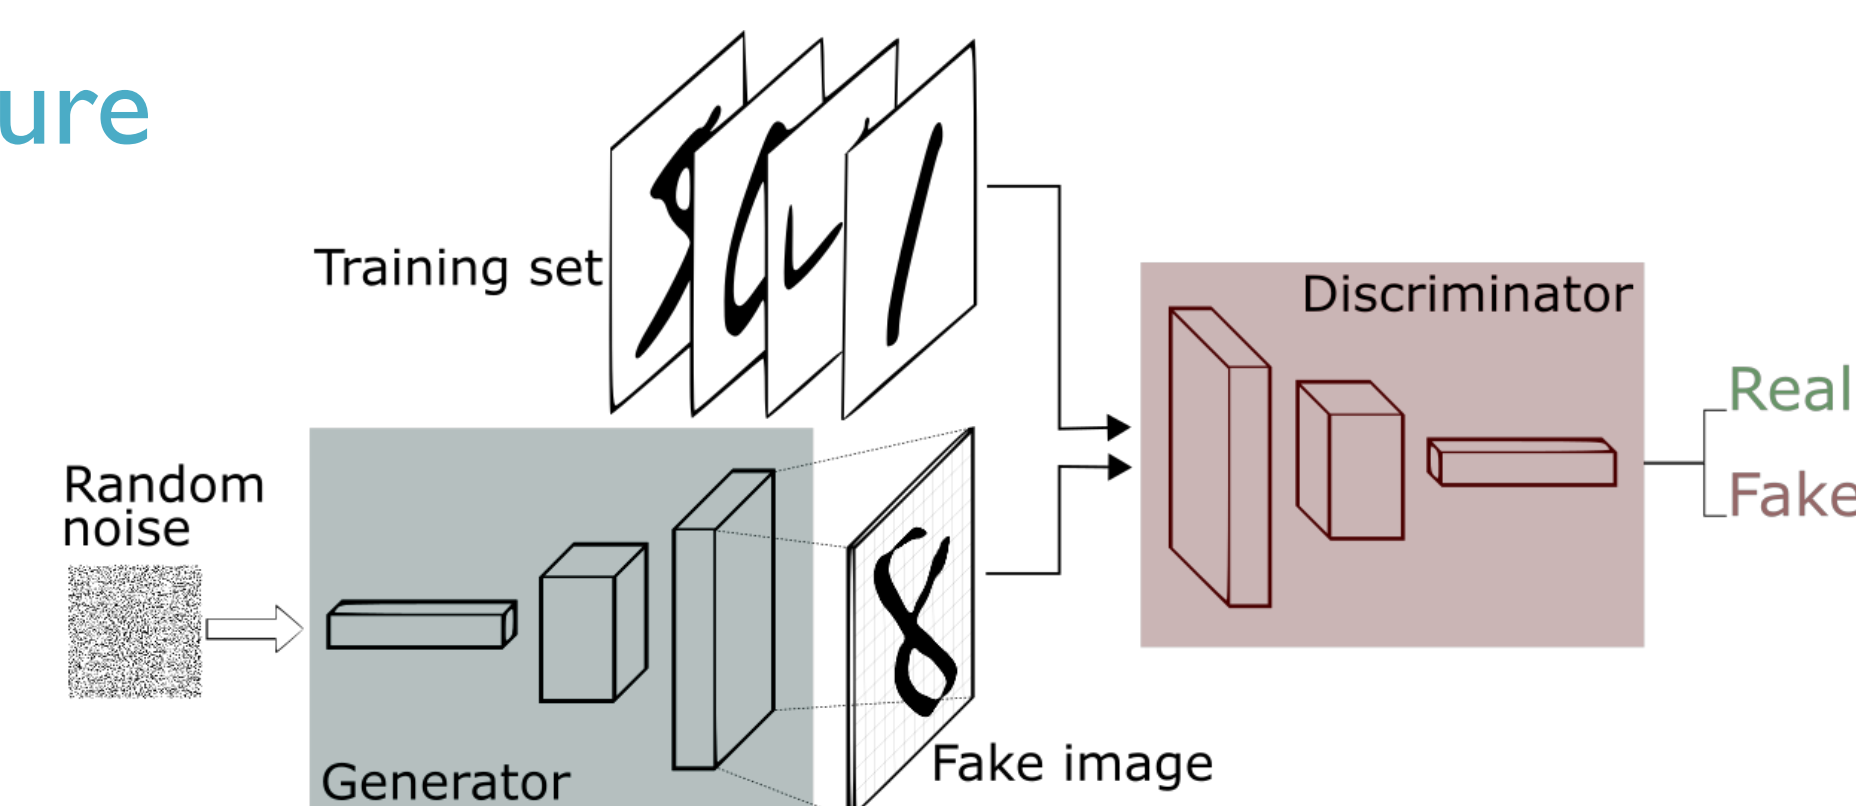 ure
Training set
Discriminator
Real
Fake
Random
noise
Generator
Fake image